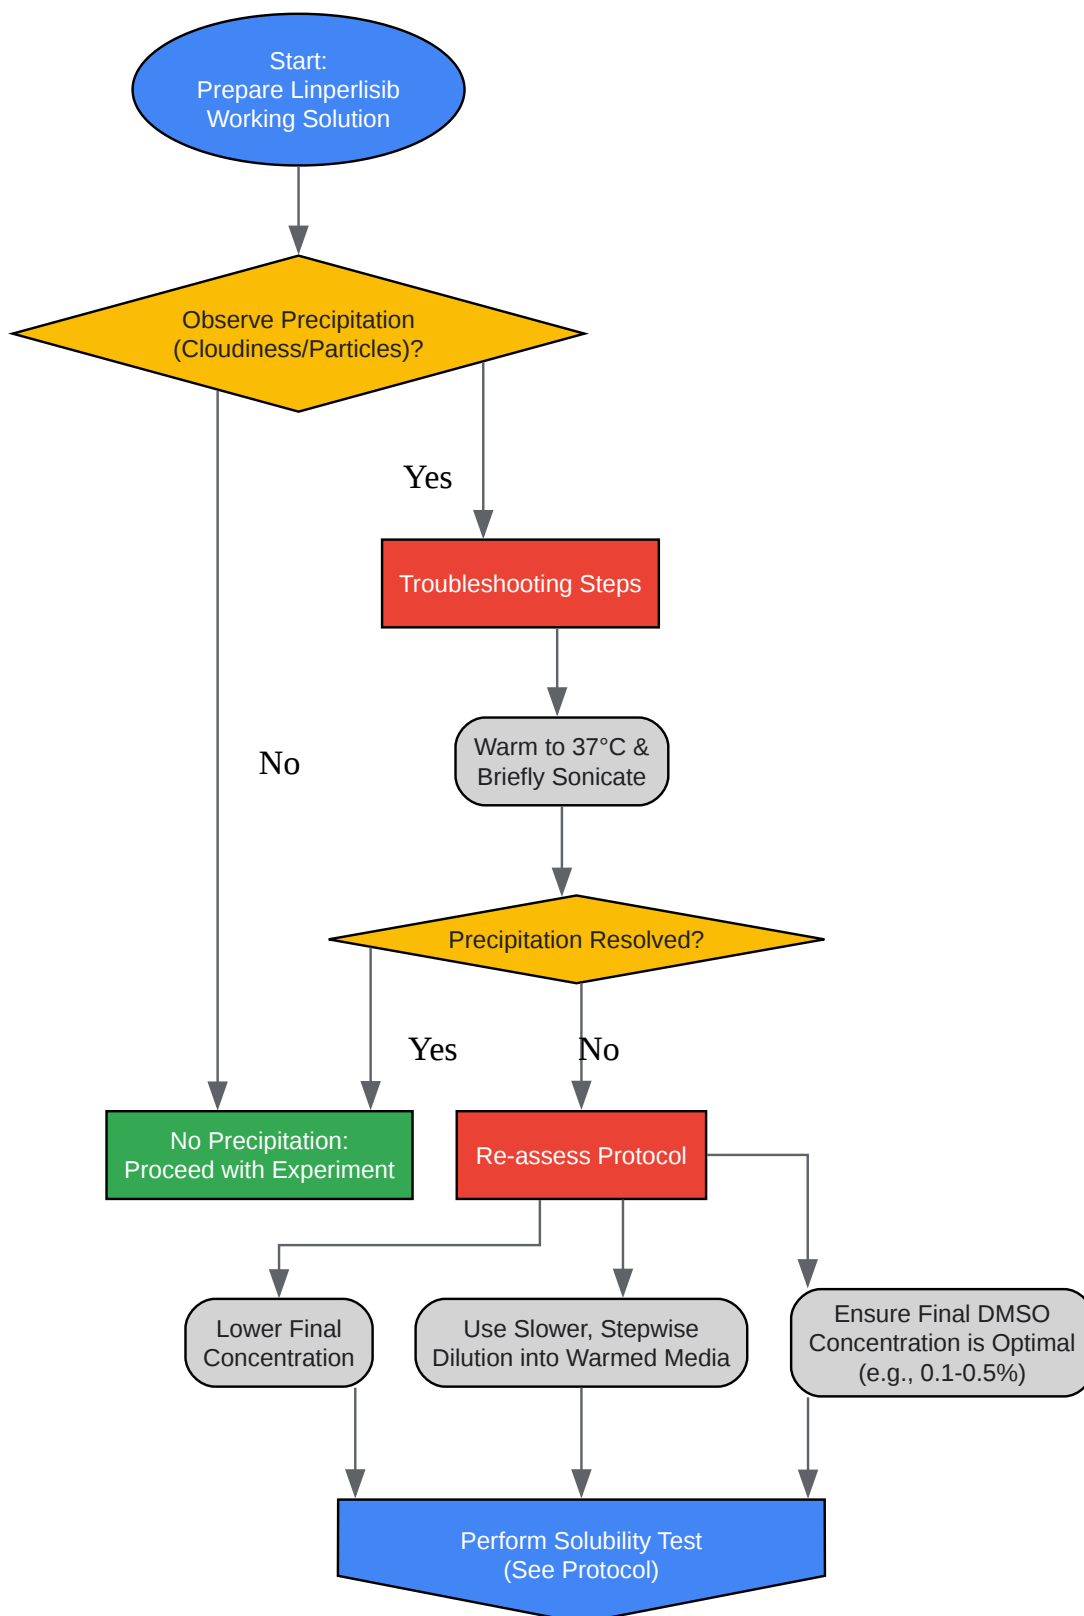 Start:
Prepare Linperlisib
Working Solution
Observe Precipitation
(Cloudiness/Particles)?
Yes
Troubleshooting Steps
No
Warm to 37°C &
Briefly Sonicate
Precipitation Resolved?
Yes
No
No Precipitation:
Proceed with Experiment
Re-assess Protocol
Lower Final
Concentration
Use Slower, Stepwise
Dilution into Warmed Media
Ensure Final DMSO
Concentration is Optimal
(e.g., 0.1-0.5%)
Perform Solubility Test
(See Protocol)